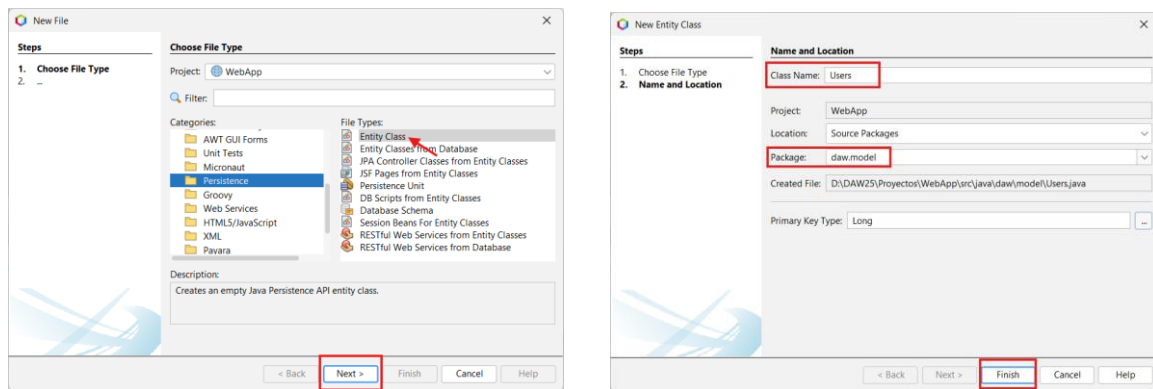 New File
Steps
1. Choose File Type
2. ...
Choose File Type
Project: WebApp
Filter:
Categories:
AWT GUI Forms
Unit Tests
Micronaut
Persistence
Groovy
Web Services
HTML5/JavaScript
XML
Payara
File Types:
Entity Class
Entity Classes from Database
JPA Controller Classes from Entity Classes
JSF Pages from Entity Classes
Persistence Unit
DB Scripts from Entity Classes
Database Schema
Session Beans For Entity Classes
RESTful Web Services from Entity Classes
RESTful Web Services from Database
Description:
Creates an empty Java Persistence API entity class.
< Back Next > Finish Cancel Help
New Entity Class
Steps
1. Choose File Type
2. Name and Location
Name and Location
Class Name: Users
Project: WebApp
Location: Source Packages
Package: daw.model
Created File: D:\DAW25\Proyectos\WebApp\src\java\daw\model\Users.java
Primary Key Type: Long ...
< Back Next > Finish Cancel Help